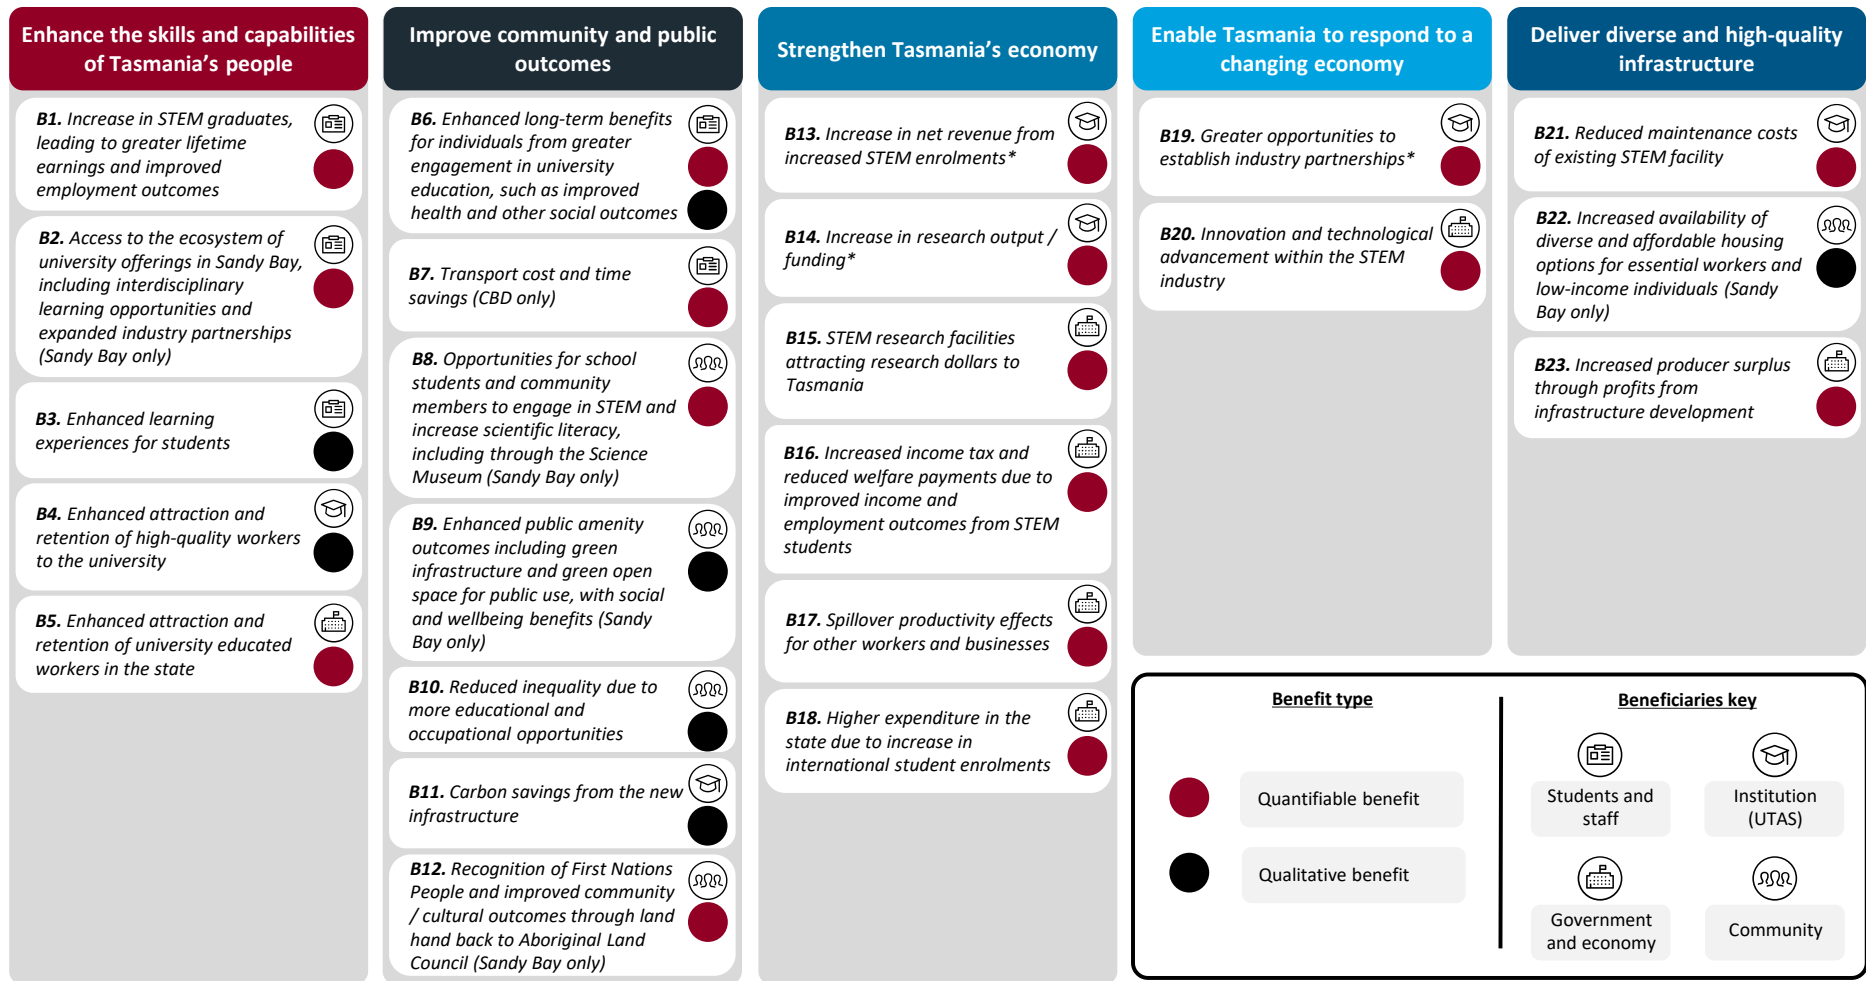 Enhance the skills and capabilities
of Tasmania's people
B1. Increase in STEM graduates,
leading to greater lifetime
earnings and improved
employment outcomes
B2. Access to the ecosystem of
university offerings in Sandy Bay,
including interdisciplinary
learning opportunities and
expanded industry partnerships
(Sandy Bay only)
B3. Enhanced learning
experiences for students
B4. Enhanced attraction and
retention of high-quality workers
to the university
B5. Enhanced attraction and
retention of university educated
workers in the state
Improve community and public
outcomes
B6. Enhanced long-term benefits
for individuals from greater
engagement in university
education, such as improved
health and other social outcomes
B7. Transport cost and time
savings (CBD only)
B8. Opportunities for school
students and community
members to engage in STEM and
increase scientific literacy,
including through the Science
Museum (Sandy Bay only)
B9. Enhanced public amenity
outcomes including green
infrastructure and green open
space for public use, with social
and wellbeing benefits (Sandy
Bay only)
B10. Reduced inequality due to
more educational and
occupational opportunities
B11. Carbon savings from the new
infrastructure
B12. Recognition of First Nations
People and improved community
/ cultural outcomes through land
hand back to Aboriginal Land
Council (Sandy Bay only)
Strengthen Tasmania's economy
B13. Increase in net revenue from
increased STEM enrolments*
B14. Increase in research output /
funding*
B15. STEM research facilities
attracting research dollars to
Tasmania
B16. Increased income tax and
reduced welfare payments due to
improved income and
employment outcomes from STEM
students
B17. Spillover productivity effects
for other workers and businesses
B18. Higher expenditure in the
state due to increase in
international student enrolments
Enable Tasmania to respond to a
changing economy
B19. Greater opportunities to
establish industry partnerships*
B20. Innovation and technological
advancement within the STEM
industry
Deliver diverse and high-quality
infrastructure
B21. Reduced maintenance costs
of existing STEM facility
B22. Increased availability of
diverse and affordable housing
options for essential workers and
low-income individuals (Sandy
Bay only)
B23. Increased producer surplus
through profits from
infrastructure development
Benefit type
Quantifiable benefit
Qualitative benefit
Beneficiaries key
Students and
staff
Institution
(UTAS)
Government
and economy
Community